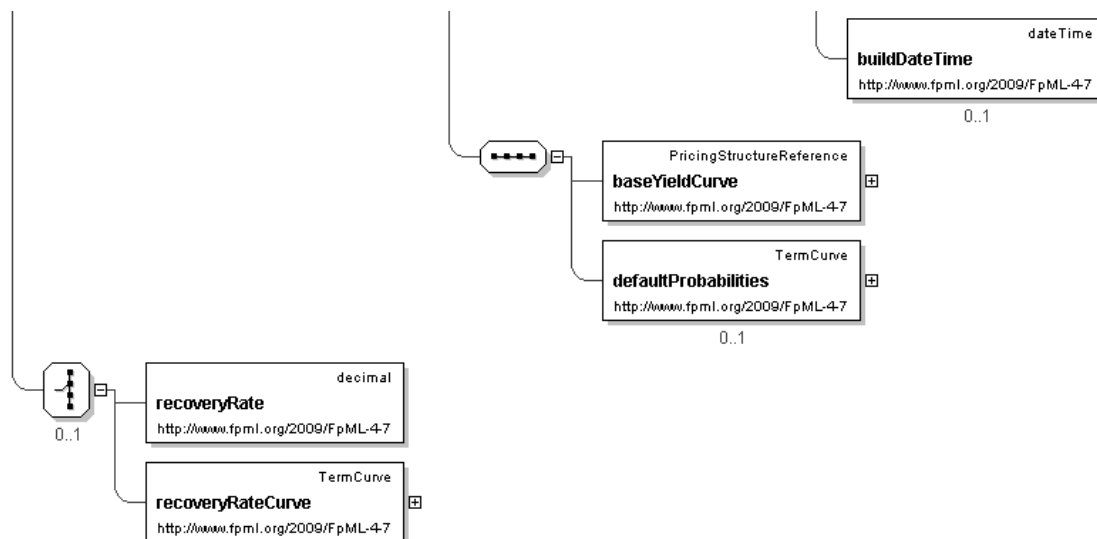 dateTime
buildDateTime
http://www.fpml.org/2009/FpML-4-7
0..1
PricingStructureReference
baseYieldCurve
http://www.fpml.org/2009/FpML-4-7
TermCurve
defaultProbabilities
http://www.fpml.org/2009/FpML-4-7
0..1
decimal
recoveryRate
http://www.fpml.org/2009/FpML-4-7
0..1
TermCurve
recoveryRateCurve
http://www.fpml.org/2009/FpML-4-7